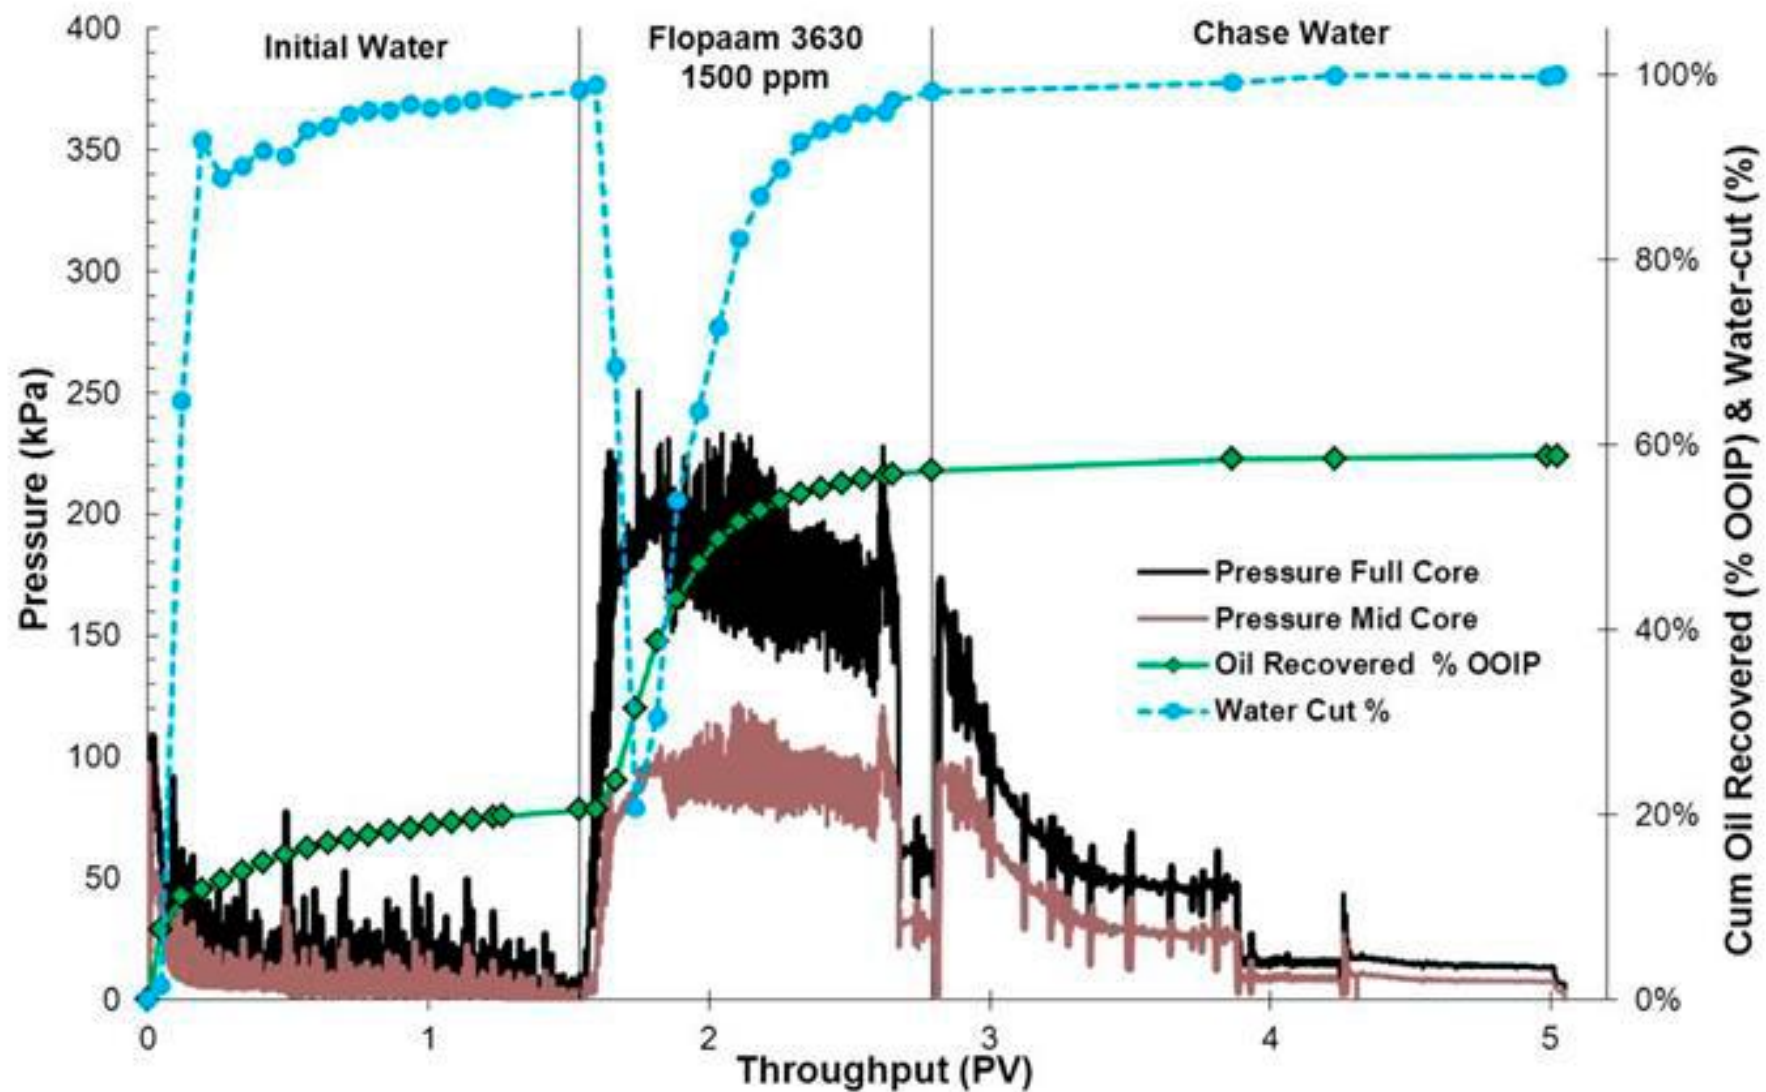 Initial Water
Flopaam 3630
1500 ppm
Chase Water
400
350
300
250
200
150
100
50
0
Pressure (kPa)
100%
80%
60%
40%
20%
0%
Cum Oil Recovered (% OOIP) & Water-cut (%)
Pressure Full Core
Pressure Mid Core
Oil Recovered % OOIP
Water Cut %
0 1 2 3 4 5
Throughput (PV)